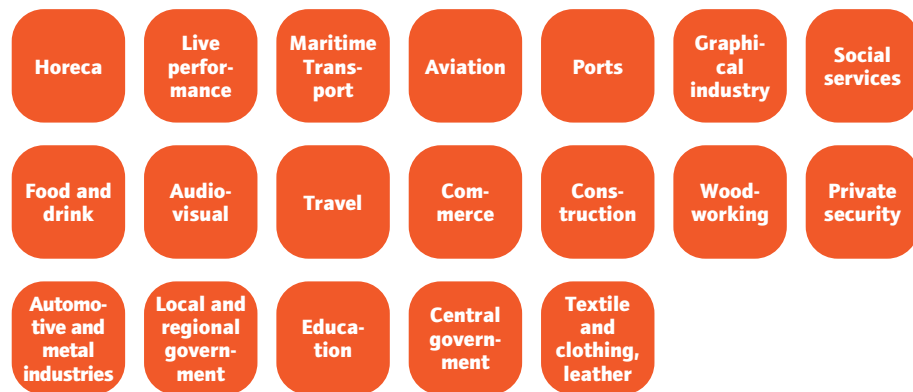 Horeca
Live
perfor-
mance
Maritime
Trans-
port
Aviation
Ports
Graphi-
cal
industry
Social
services
Food and
drink
Audio-
visual
Travel
Com-
merce
Cons-
truction
Wood-
working
Private
security
Automo-
tive and
metal
industries
Local and
regional
govern-
ment
Educa-
tion
Central
govern-
ment
Textile
and
clothing,
leather